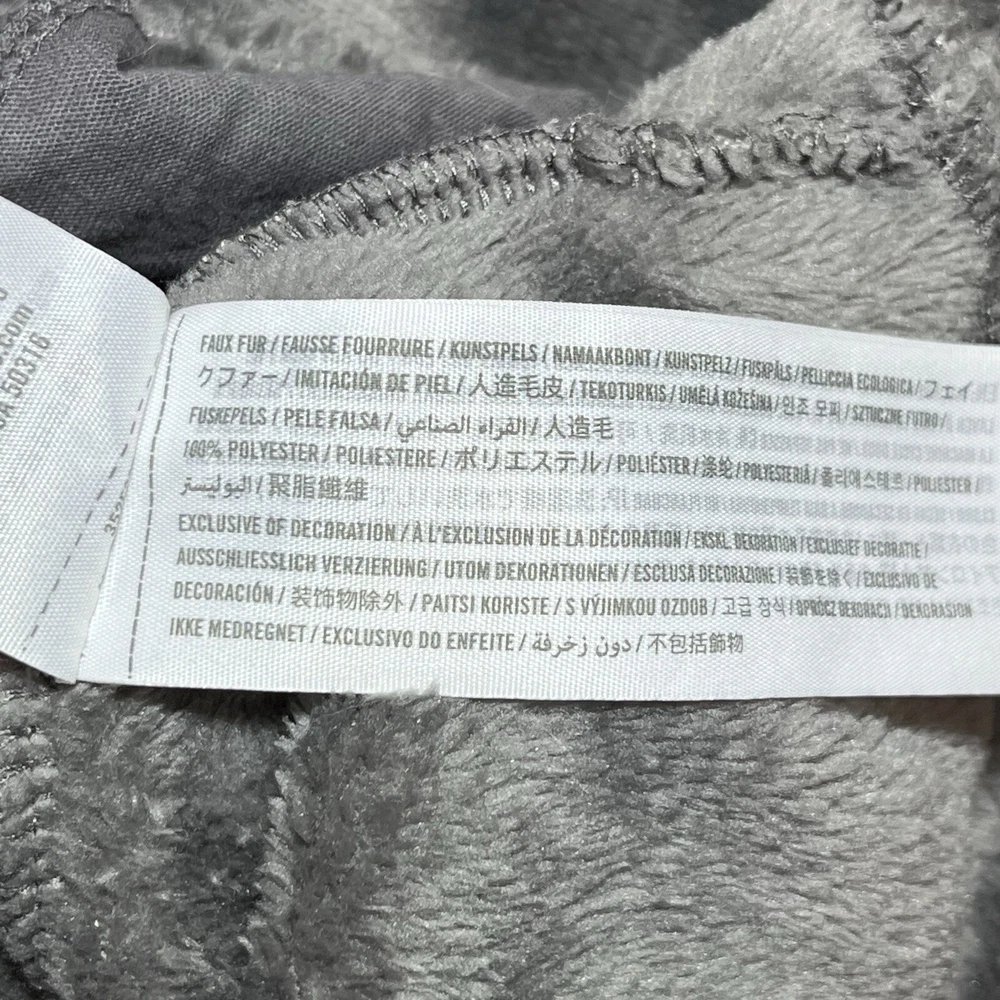 .com
50316
FAUX FUR / FAUSSE FOURRURE / KUNSTPELS / NAMAAKBONT / KUNSTPELZ / FUSKPÄLS / PELLICCIA ECOLOGICA / フェイ
クファー / IMITACIÓN DE PIEL / 人造毛皮 / TEKOTURKIS / UMĚLÁ KOŽEŠINA / 인조 모피 / SZTUCZNE FUTRO /
FUSKEPELS / PELE FALSA / الفراء الصناعي / 人造毛
100% POLYESTER / POLIESTERE / ポリエステル / POLIÉSTER / 涤纶 / POLYESTERIÄ / 폴리에스테르 / POLIESTER /
البوليستر / 聚脂纖維
EXCLUSIVE OF DECORATION / À L'EXCLUSION DE LA DÉCORATION / EKSKL. DEKORATION / EXCLUSIEF DECORATIE /
AUSSCHLIESSLICH VERZIERUNG / UTOM DEKORATIONEN / ESCLUSA DECORAZIONE / 装飾を除く / EXCLUSIVO DE
DECORACIÓN / 装饰物除外 / PAITSI KORISTE / S VÝJIMKOU OZDOB / 고급 장식 / OPRÓCZ DEKORACJI / DEKORASJON
IKKE MEDREGNET / EXCLUSIVO DO ENFEITE / دون زخرفة / 不包括飾物